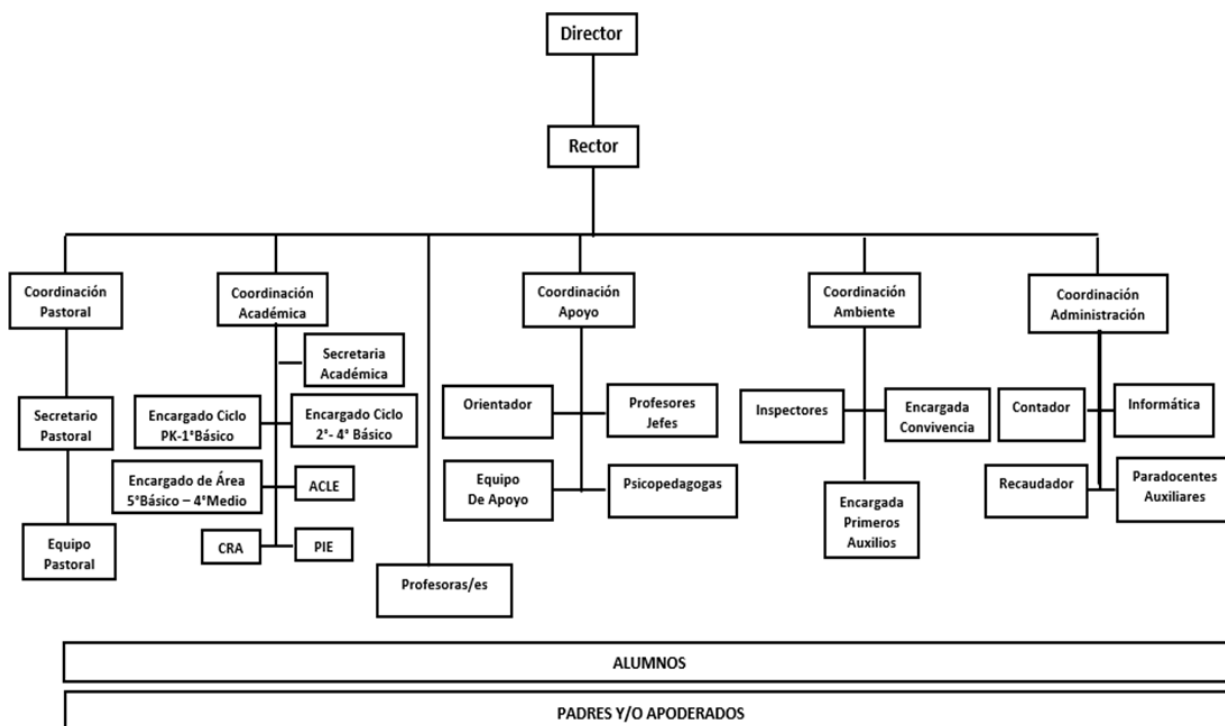 Director
Rector
Coordinación
Pastoral
Coordinación
Académica
Coordinación
Apoyo
Coordinación
Ambiente
Coordinación
Administración
Secretaria
Académica
Secretario
Pastoral
Encargado Ciclo
PK-1°Básico
Encargado Ciclo
2°- 4° Básico
Orientador
Profesores
Jefes
Inspectores
Encargada
Convivencia
Contador
Informática
Encargado de Área
5°Básico – 4°Medio
ACLE
Equipo
De Apoyo
Psicopedagogas
Encargada
Primeros
Auxilios
Recaudador
Paradocentes
Auxiliares
Equipo
Pastoral
CRA
PIE
Profesoras/es
ALUMNOS
PADRES Y/O APODERADOS